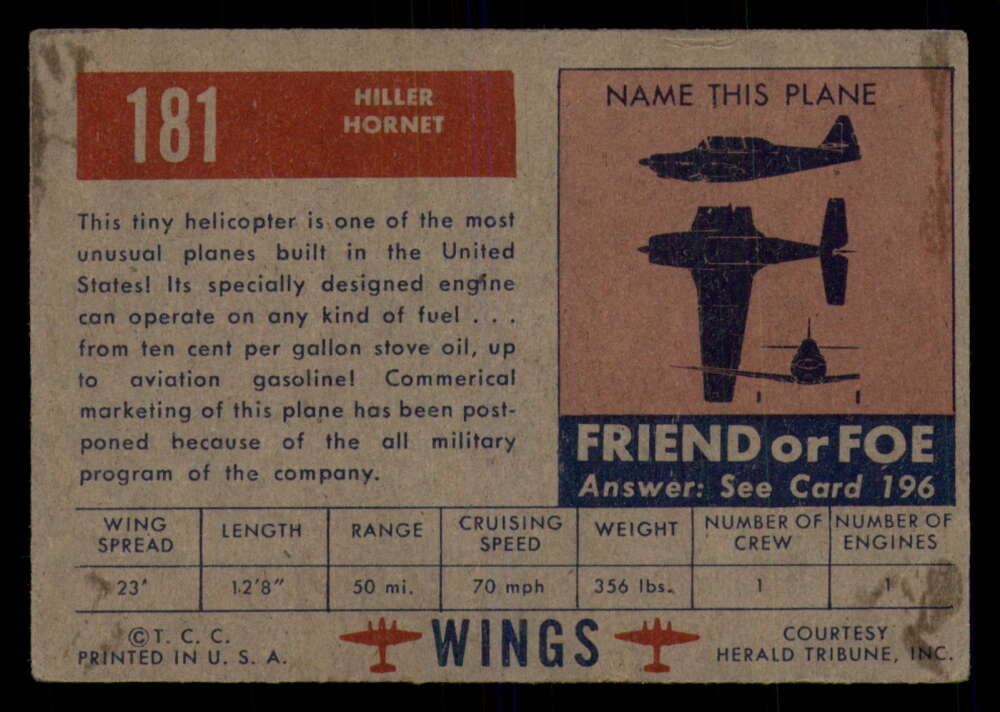 181
HILLER
HORNET
This tiny helicopter is one of the most
unusual planes built in the United
States! Its specially designed engine
can operate on any kind of fuel . . .
from ten cent per gallon stove oil, up
to aviation gasoline! Commerical
marketing of this plane has been post-
poned because of the all military
program of the company.
NAME THIS PLANE
FRIEND or FOE
Answer: See Card 196
WING SPREAD LENGTH RANGE CRUISING SPEED WEIGHT NUMBER OF CREW NUMBER OF ENGINES
23' 12'8" 50 mi. 70 mph 356 lbs. 1 1
© T. C. C.
PRINTED IN U. S. A.
WINGS
COURTESY
HERALD TRIBUNE, INC.